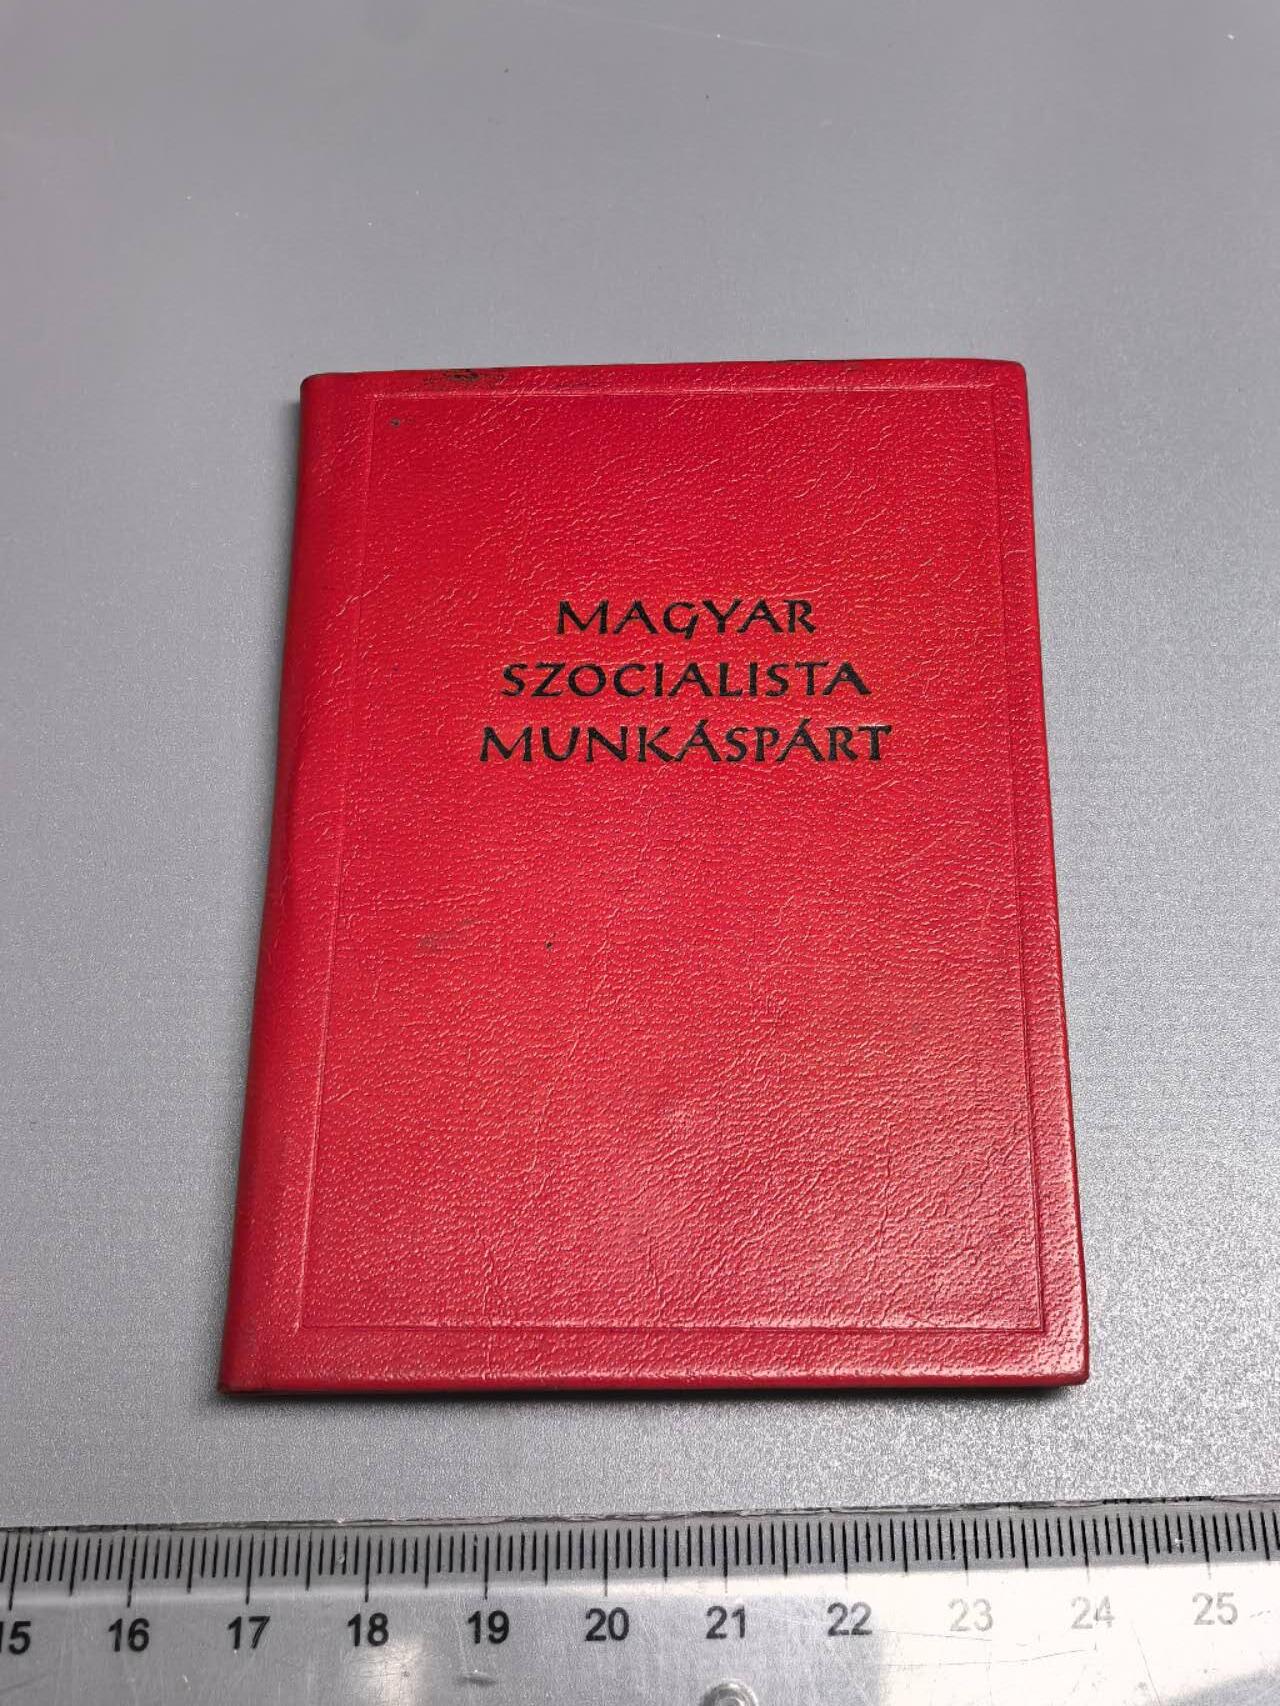 MAGYAR
SZOCIALISTA
MUNKÁSPÁRT
15 16 17 18 19 20 21 22 23 24 25